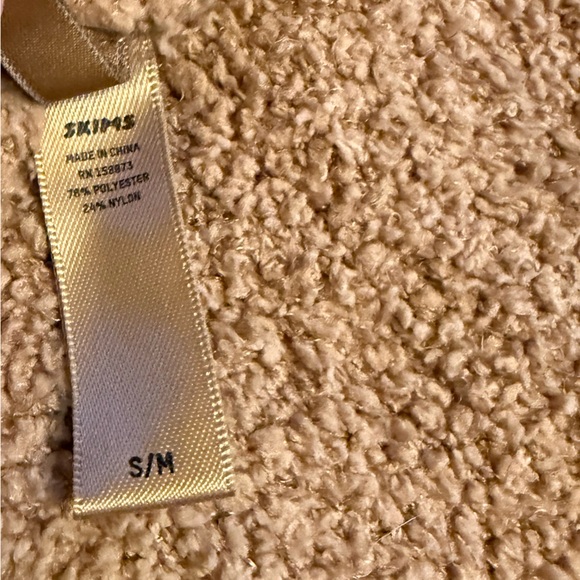 SKIMS
MADE IN CHINA
RN 158873
76% POLYESTER
24% NYLON
S/M